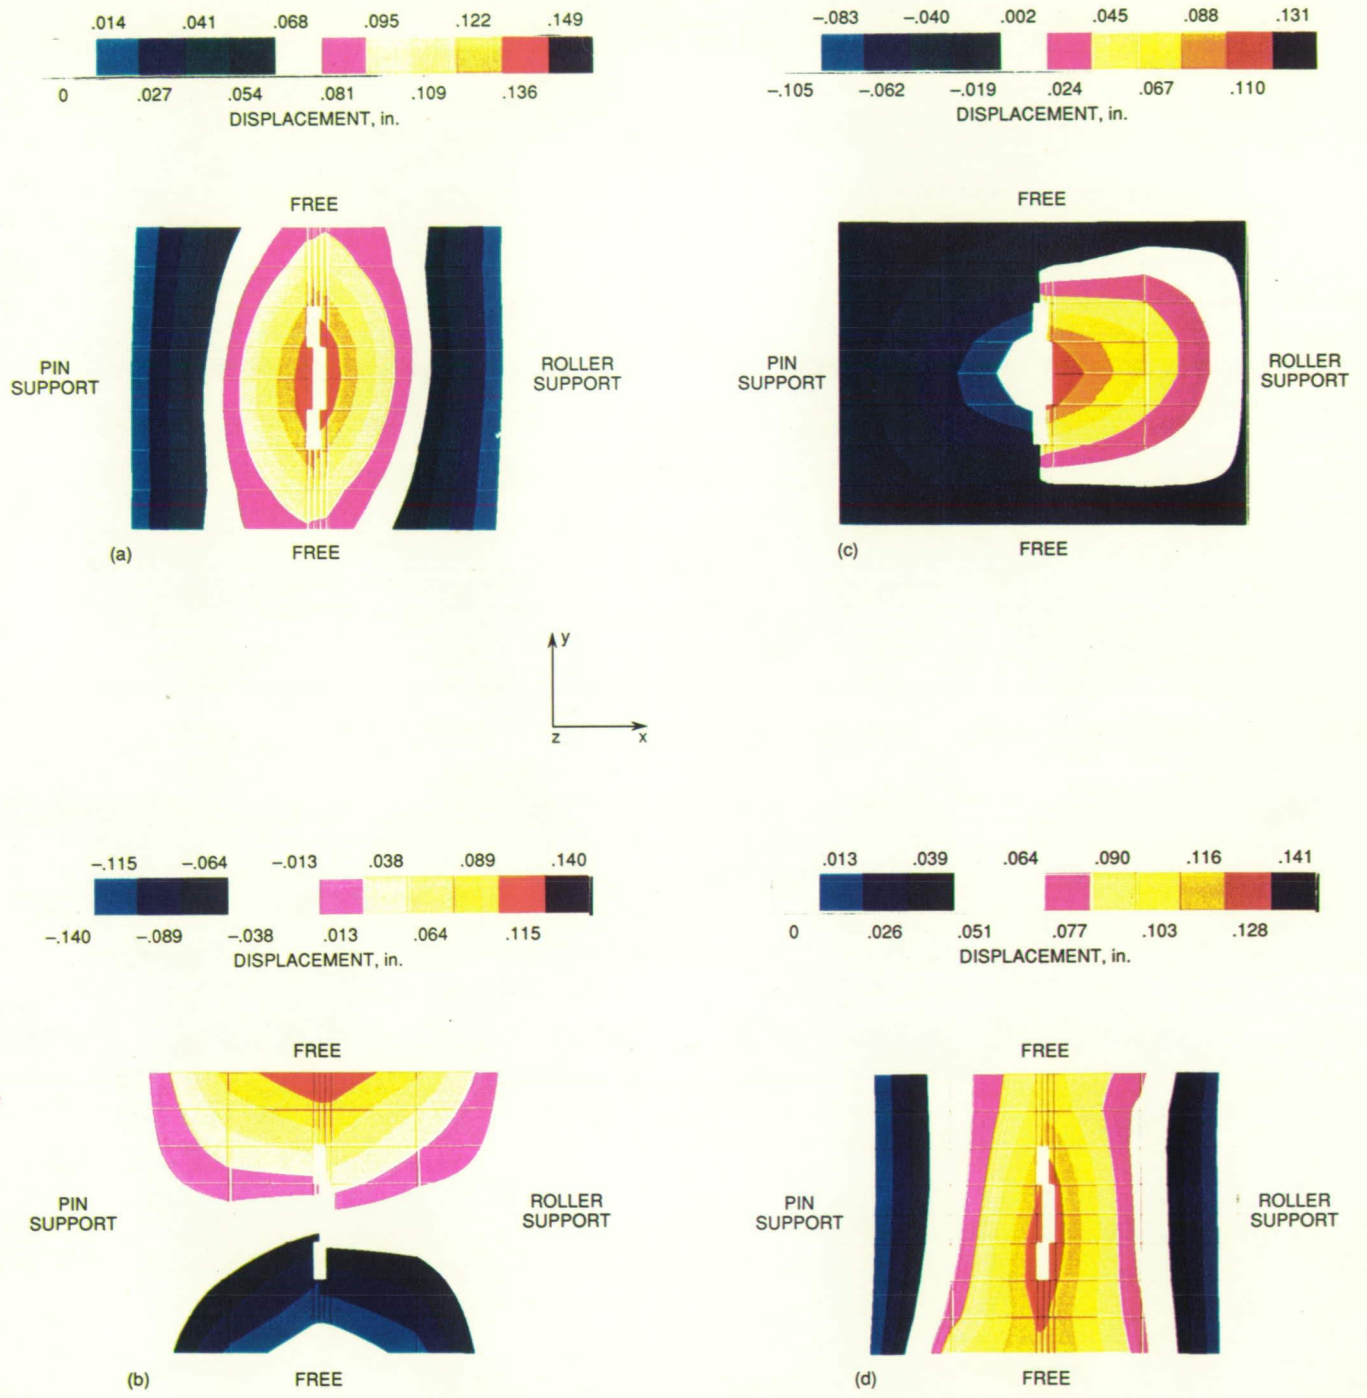 .014 .041 .068 .095 .122 .149
0 .027 .054 .081 .109 .136
DISPLACEMENT, in.
FREE
PIN
SUPPORT
ROLLER
SUPPORT
(a)
FREE
−.083 −.040 .002 .045 .088 .131
−.105 −.062 −.019 .024 .067 .110
DISPLACEMENT, in.
FREE
PIN
SUPPORT
ROLLER
SUPPORT
(c)
FREE
y
z x
−.115 −.064 −.013 .038 .089 .140
−.140 −.089 −.038 .013 .064 .115
DISPLACEMENT, in.
FREE
PIN
SUPPORT
ROLLER
SUPPORT
(b)
FREE
.013 .039 .064 .090 .116 .141
0 .026 .051 .077 .103 .128
DISPLACEMENT, in.
FREE
PIN
SUPPORT
ROLLER
SUPPORT
(d)
FREE